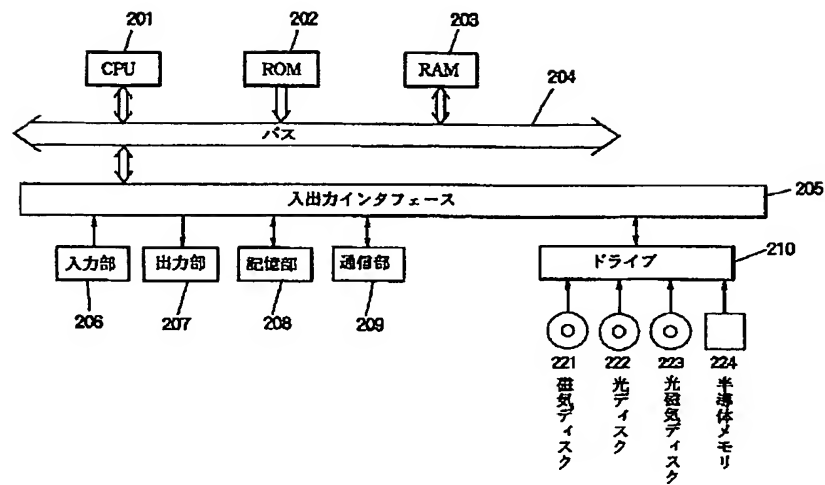 201
202
203
CPU
ROM
RAM
204
バス
入出力インタフェース
205
入力部
出力部
記憶部
通信部
ドライブ
210
206
207
208
209
221
222
223
224
磁気ディスク
光ディスク
光磁気ディスク
半導体メモリ